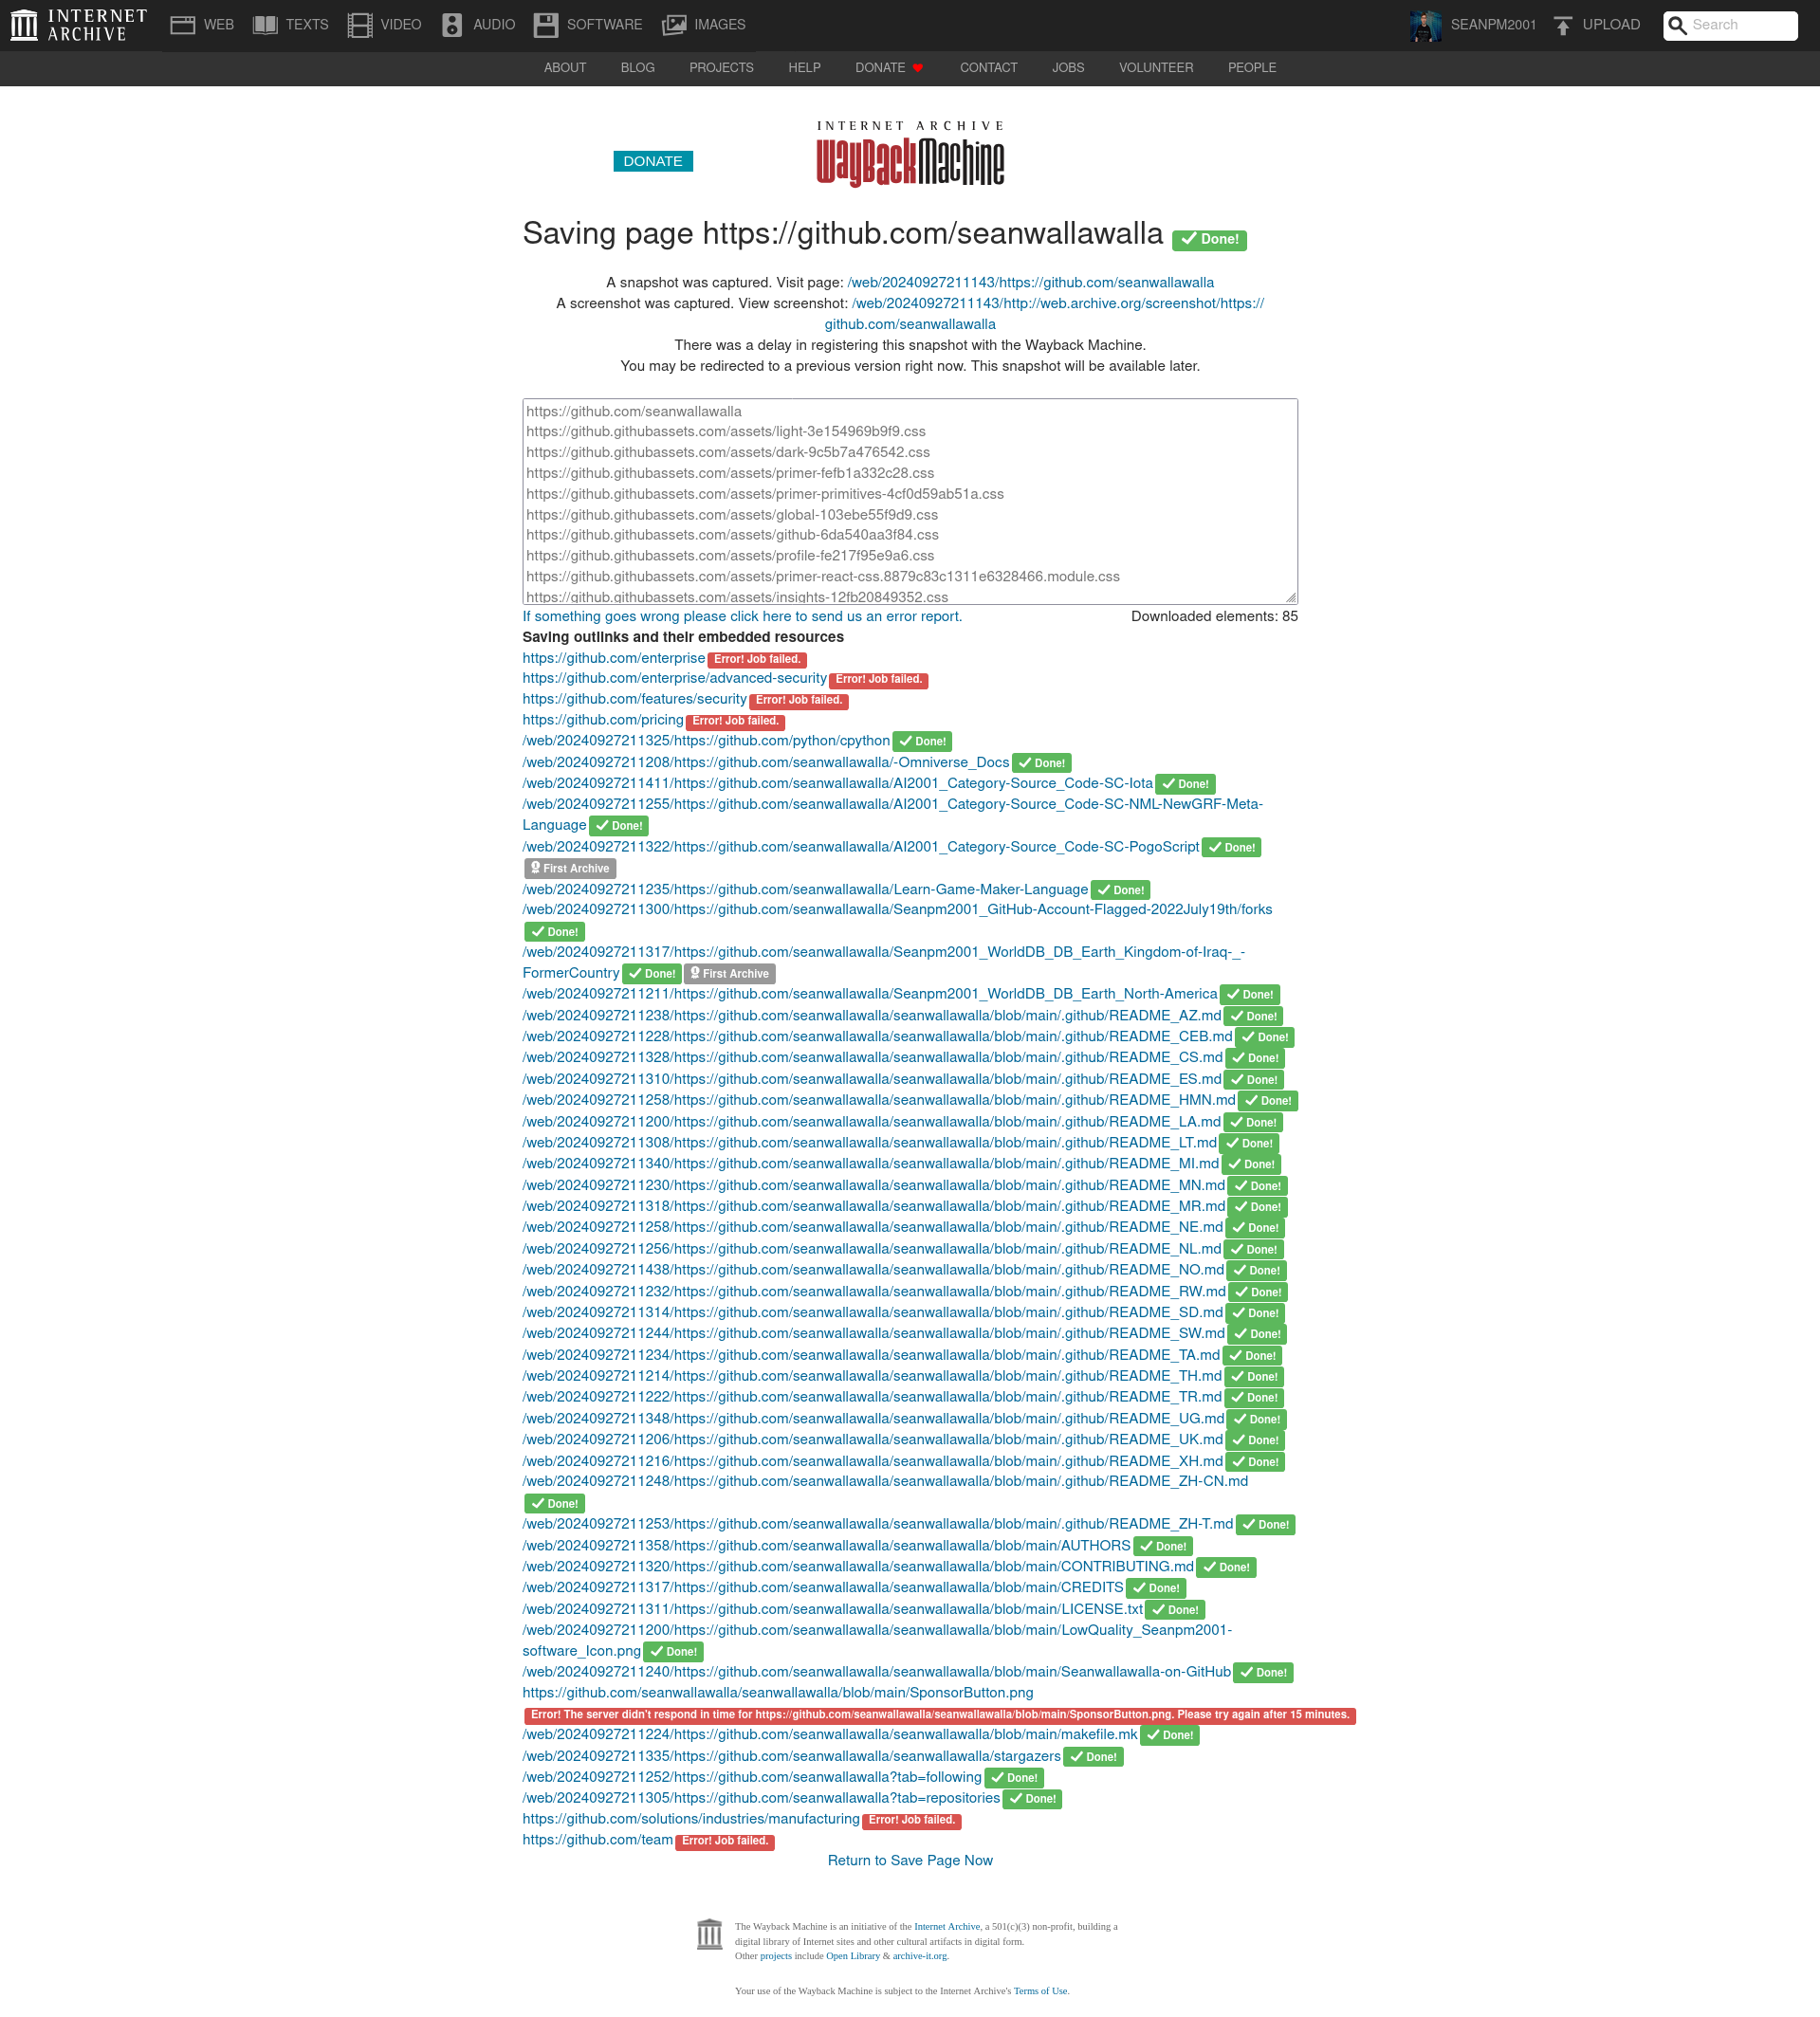 INTERNET ARCHIVE
WEB TEXTS VIDEO AUDIO SOFTWARE IMAGES SEANPM2001 UPLOAD Search
ABOUT BLOG PROJECTS HELP DONATE CONTACT JOBS VOLUNTEER PEOPLE
INTERNET ARCHIVE
DONATE WayBackMachine
Saving page https://github.com/seanwallawalla Done!
A snapshot was captured. Visit page: /web/20240927211143/https://github.com/seanwallawalla
A screenshot was captured. View screenshot: /web/20240927211143/http://web.archive.org/screenshot/https://
github.com/seanwallawalla
There was a delay in registering this snapshot with the Wayback Machine.
You may be redirected to a previous version right now. This snapshot will be available later.
https://github.com/seanwallawalla
https://github.githubassets.com/assets/light-3e154969b9f9.css
https://github.githubassets.com/assets/dark-9c5b7a476542.css
https://github.githubassets.com/assets/primer-fefb1a332c28.css
https://github.githubassets.com/assets/primer-primitives-4cf0d59ab51a.css
https://github.githubassets.com/assets/global-103ebe55f9d9.css
https://github.githubassets.com/assets/github-6da540aa3f84.css
https://github.githubassets.com/assets/profile-fe217f95e9a6.css
https://github.githubassets.com/assets/primer-react-css.8879c83c1311e6328466.module.css
https://github.githubassets.com/assets/insights-12fb20849352.css
If something goes wrong please click here to send us an error report. Downloaded elements: 85
Saving outlinks and their embedded resources
https://github.com/enterprise Error! Job failed.
https://github.com/enterprise/advanced-security Error! Job failed.
https://github.com/features/security Error! Job failed.
https://github.com/pricing Error! Job failed.
/web/20240927211325/https://github.com/python/cpython Done!
/web/20240927211208/https://github.com/seanwallawalla/-Omniverse_Docs Done!
/web/20240927211411/https://github.com/seanwallawalla/AI2001_Category-Source_Code-SC-Iota Done!
/web/20240927211255/https://github.com/seanwallawalla/AI2001_Category-Source_Code-SC-NML-NewGRF-Meta-
Language Done!
/web/20240927211322/https://github.com/seanwallawalla/AI2001_Category-Source_Code-SC-PogoScript Done!
First Archive
/web/20240927211235/https://github.com/seanwallawalla/Learn-Game-Maker-Language Done!
/web/20240927211300/https://github.com/seanwallawalla/Seanpm2001_GitHub-Account-Flagged-2022July19th/forks
Done!
/web/20240927211317/https://github.com/seanwallawalla/Seanpm2001_WorldDB_DB_Earth_Kingdom-of-Iraq-_-
FormerCountry Done! First Archive
/web/20240927211211/https://github.com/seanwallawalla/Seanpm2001_WorldDB_DB_Earth_North-America Done!
/web/20240927211238/https://github.com/seanwallawalla/seanwallawalla/blob/main/.github/README_AZ.md Done!
/web/20240927211228/https://github.com/seanwallawalla/seanwallawalla/blob/main/.github/README_CEB.md Done!
/web/20240927211328/https://github.com/seanwallawalla/seanwallawalla/blob/main/.github/README_CS.md Done!
/web/20240927211310/https://github.com/seanwallawalla/seanwallawalla/blob/main/.github/README_ES.md Done!
/web/20240927211258/https://github.com/seanwallawalla/seanwallawalla/blob/main/.github/README_HMN.md Done!
/web/20240927211200/https://github.com/seanwallawalla/seanwallawalla/blob/main/.github/README_LA.md Done!
/web/20240927211308/https://github.com/seanwallawalla/seanwallawalla/blob/main/.github/README_LT.md Done!
/web/20240927211340/https://github.com/seanwallawalla/seanwallawalla/blob/main/.github/README_MI.md Done!
/web/20240927211230/https://github.com/seanwallawalla/seanwallawalla/blob/main/.github/README_MN.md Done!
/web/20240927211318/https://github.com/seanwallawalla/seanwallawalla/blob/main/.github/README_MR.md Done!
/web/20240927211258/https://github.com/seanwallawalla/seanwallawalla/blob/main/.github/README_NE.md Done!
/web/20240927211256/https://github.com/seanwallawalla/seanwallawalla/blob/main/.github/README_NL.md Done!
/web/20240927211438/https://github.com/seanwallawalla/seanwallawalla/blob/main/.github/README_NO.md Done!
/web/20240927211232/https://github.com/seanwallawalla/seanwallawalla/blob/main/.github/README_RW.md Done!
/web/20240927211314/https://github.com/seanwallawalla/seanwallawalla/blob/main/.github/README_SD.md Done!
/web/20240927211244/https://github.com/seanwallawalla/seanwallawalla/blob/main/.github/README_SW.md Done!
/web/20240927211234/https://github.com/seanwallawalla/seanwallawalla/blob/main/.github/README_TA.md Done!
/web/20240927211214/https://github.com/seanwallawalla/seanwallawalla/blob/main/.github/README_TH.md Done!
/web/20240927211222/https://github.com/seanwallawalla/seanwallawalla/blob/main/.github/README_TR.md Done!
/web/20240927211348/https://github.com/seanwallawalla/seanwallawalla/blob/main/.github/README_UG.md Done!
/web/20240927211206/https://github.com/seanwallawalla/seanwallawalla/blob/main/.github/README_UK.md Done!
/web/20240927211216/https://github.com/seanwallawalla/seanwallawalla/blob/main/.github/README_XH.md Done!
/web/20240927211248/https://github.com/seanwallawalla/seanwallawalla/blob/main/.github/README_ZH-CN.md
Done!
/web/20240927211253/https://github.com/seanwallawalla/seanwallawalla/blob/main/.github/README_ZH-T.md Done!
/web/20240927211358/https://github.com/seanwallawalla/seanwallawalla/blob/main/AUTHORS Done!
/web/20240927211320/https://github.com/seanwallawalla/seanwallawalla/blob/main/CONTRIBUTING.md Done!
/web/20240927211317/https://github.com/seanwallawalla/seanwallawalla/blob/main/CREDITS Done!
/web/20240927211311/https://github.com/seanwallawalla/seanwallawalla/blob/main/LICENSE.txt Done!
/web/20240927211200/https://github.com/seanwallawalla/seanwallawalla/blob/main/LowQuality_Seanpm2001-
software_Icon.png Done!
/web/20240927211240/https://github.com/seanwallawalla/seanwallawalla/blob/main/Seanwallawalla-on-GitHub Done!
https://github.com/seanwallawalla/seanwallawalla/blob/main/SponsorButton.png
Error! The server didn't respond in time for https://github.com/seanwallawalla/seanwallawalla/blob/main/SponsorButton.png. Please try again after 15 minutes.
/web/20240927211224/https://github.com/seanwallawalla/seanwallawalla/blob/main/makefile.mk Done!
/web/20240927211335/https://github.com/seanwallawalla/seanwallawalla/stargazers Done!
/web/20240927211252/https://github.com/seanwallawalla?tab=following Done!
/web/20240927211305/https://github.com/seanwallawalla?tab=repositories Done!
https://github.com/solutions/industries/manufacturing Error! Job failed.
https://github.com/team Error! Job failed.
Return to Save Page Now
The Wayback Machine is an initiative of the Internet Archive, a 501(c)(3) non-profit, building a
digital library of Internet sites and other cultural artifacts in digital form.
Other projects include Open Library & archive-it.org.
Your use of the Wayback Machine is subject to the Internet Archive's Terms of Use.